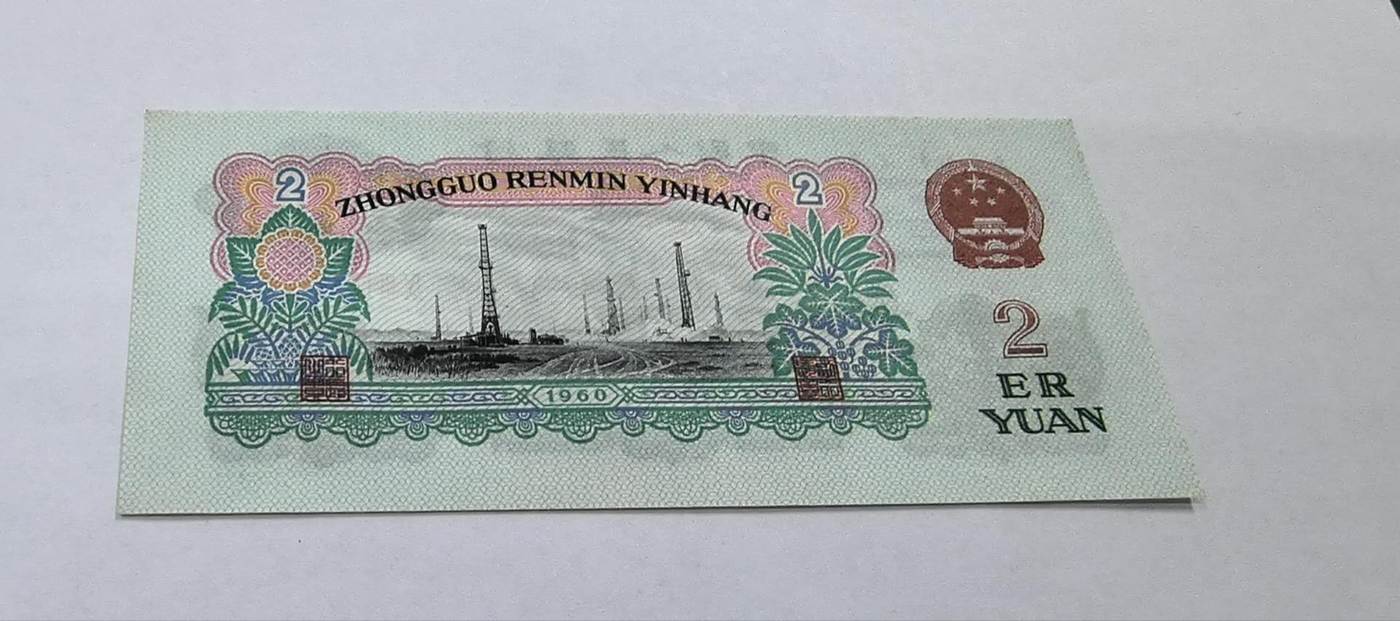 2
2
ZHONGGUO RENMIN YINHANG
1960
2
ER
YUAN